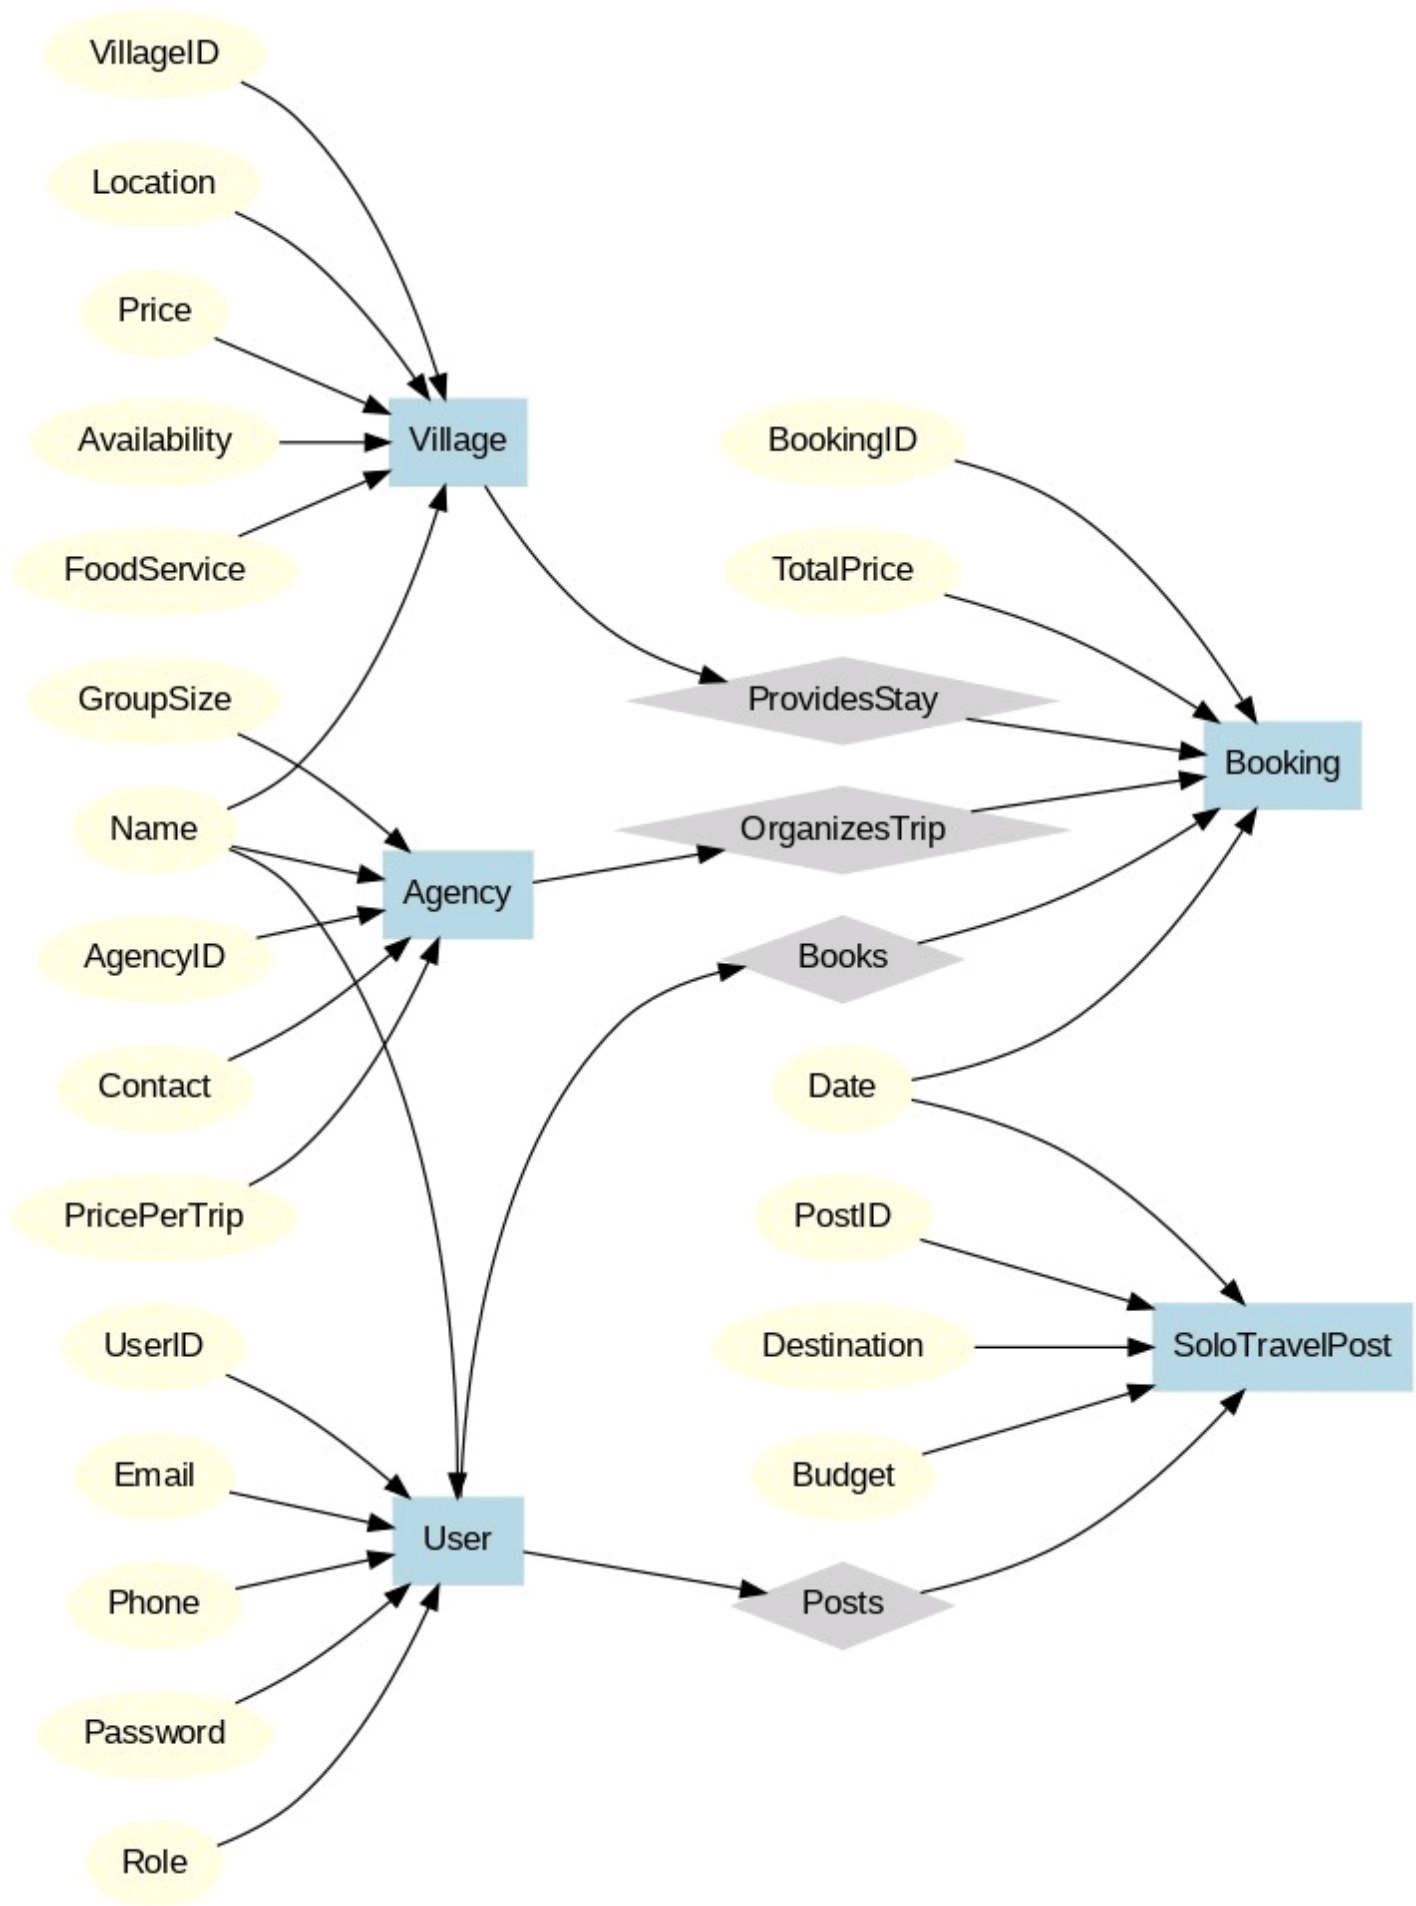 VillageID
Location
Price
Availability
FoodService
GroupSize
Name
AgencyID
Contact
PricePerTrip
UserID
Email
Phone
Password
Role
Village
Agency
User
BookingID
TotalPrice
ProvidesStay
OrganizesTrip
Books
Date
PostID
Destination
Budget
Posts
Booking
SoloTravelPost